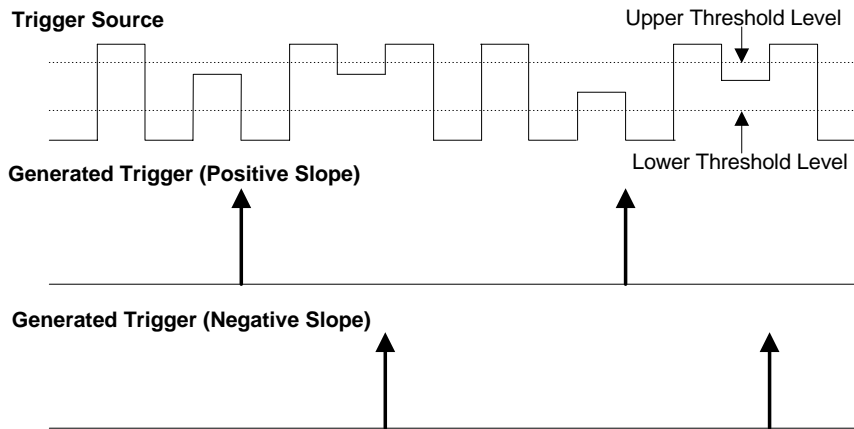 Trigger Source
Upper Threshold Level
Lower Threshold Level
Generated Trigger (Positive Slope)
Generated Trigger (Negative Slope)